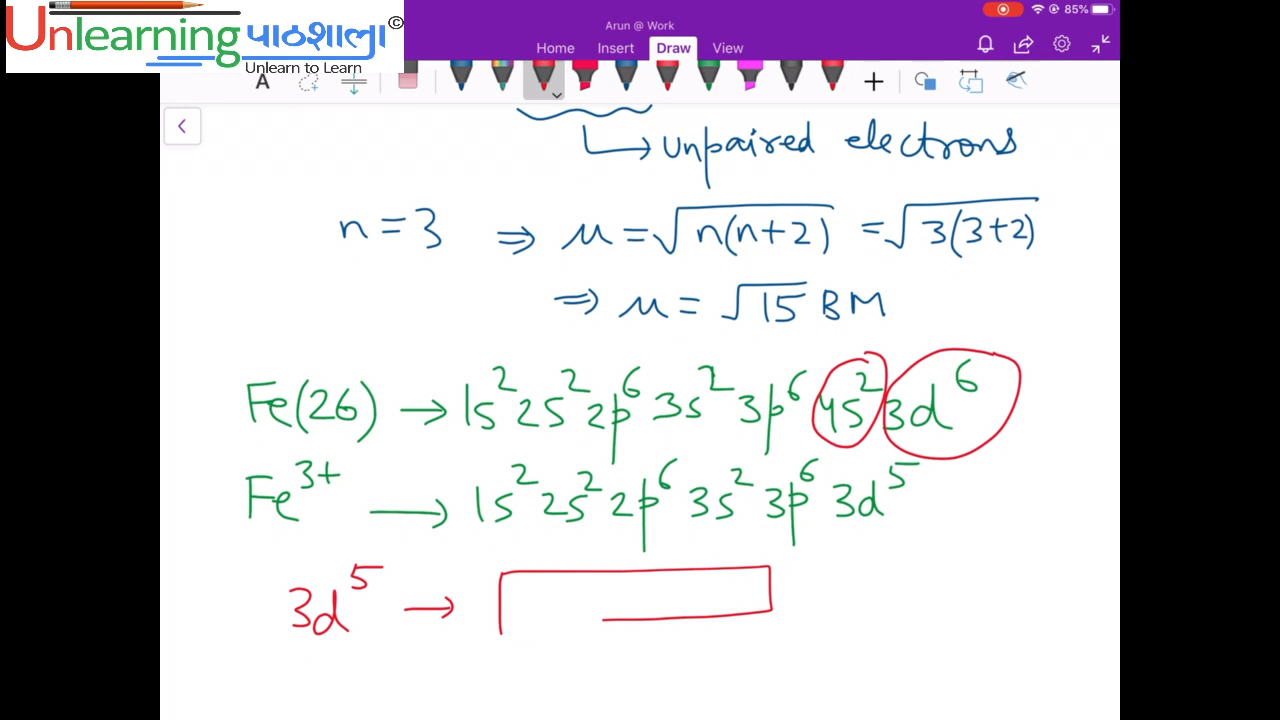 Unlearning पाठशाला ©
Unlearn to Learn
Arun @ Work
85%
Home Insert Draw View
unpaired electrons
n = 3 ⇒ μ = √n(n+2) = √3(3+2)
⇒ μ = √15 BM
Fe(26) → 1s² 2s² 2p⁶ 3s² 3p⁶ 4s² 3d⁶
Fe³⁺ → 1s² 2s² 2p⁶ 3s² 3p⁶ 3d⁵
3d⁵ →